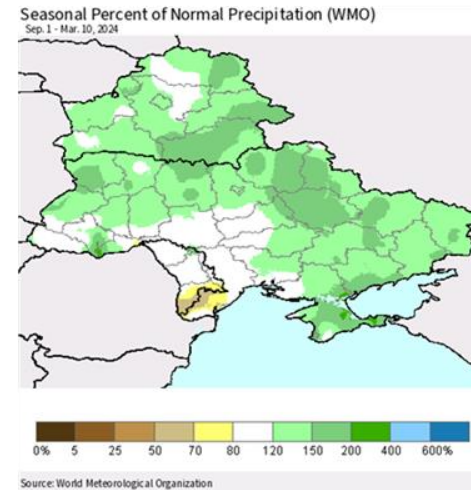 Seasonal Percent of Normal Precipitation (WMO)
Sep. 1 - Mar. 10, 2024
0% 5 25 50 70 80 120 150 200 400 600%
Source: World Meteorological Organization